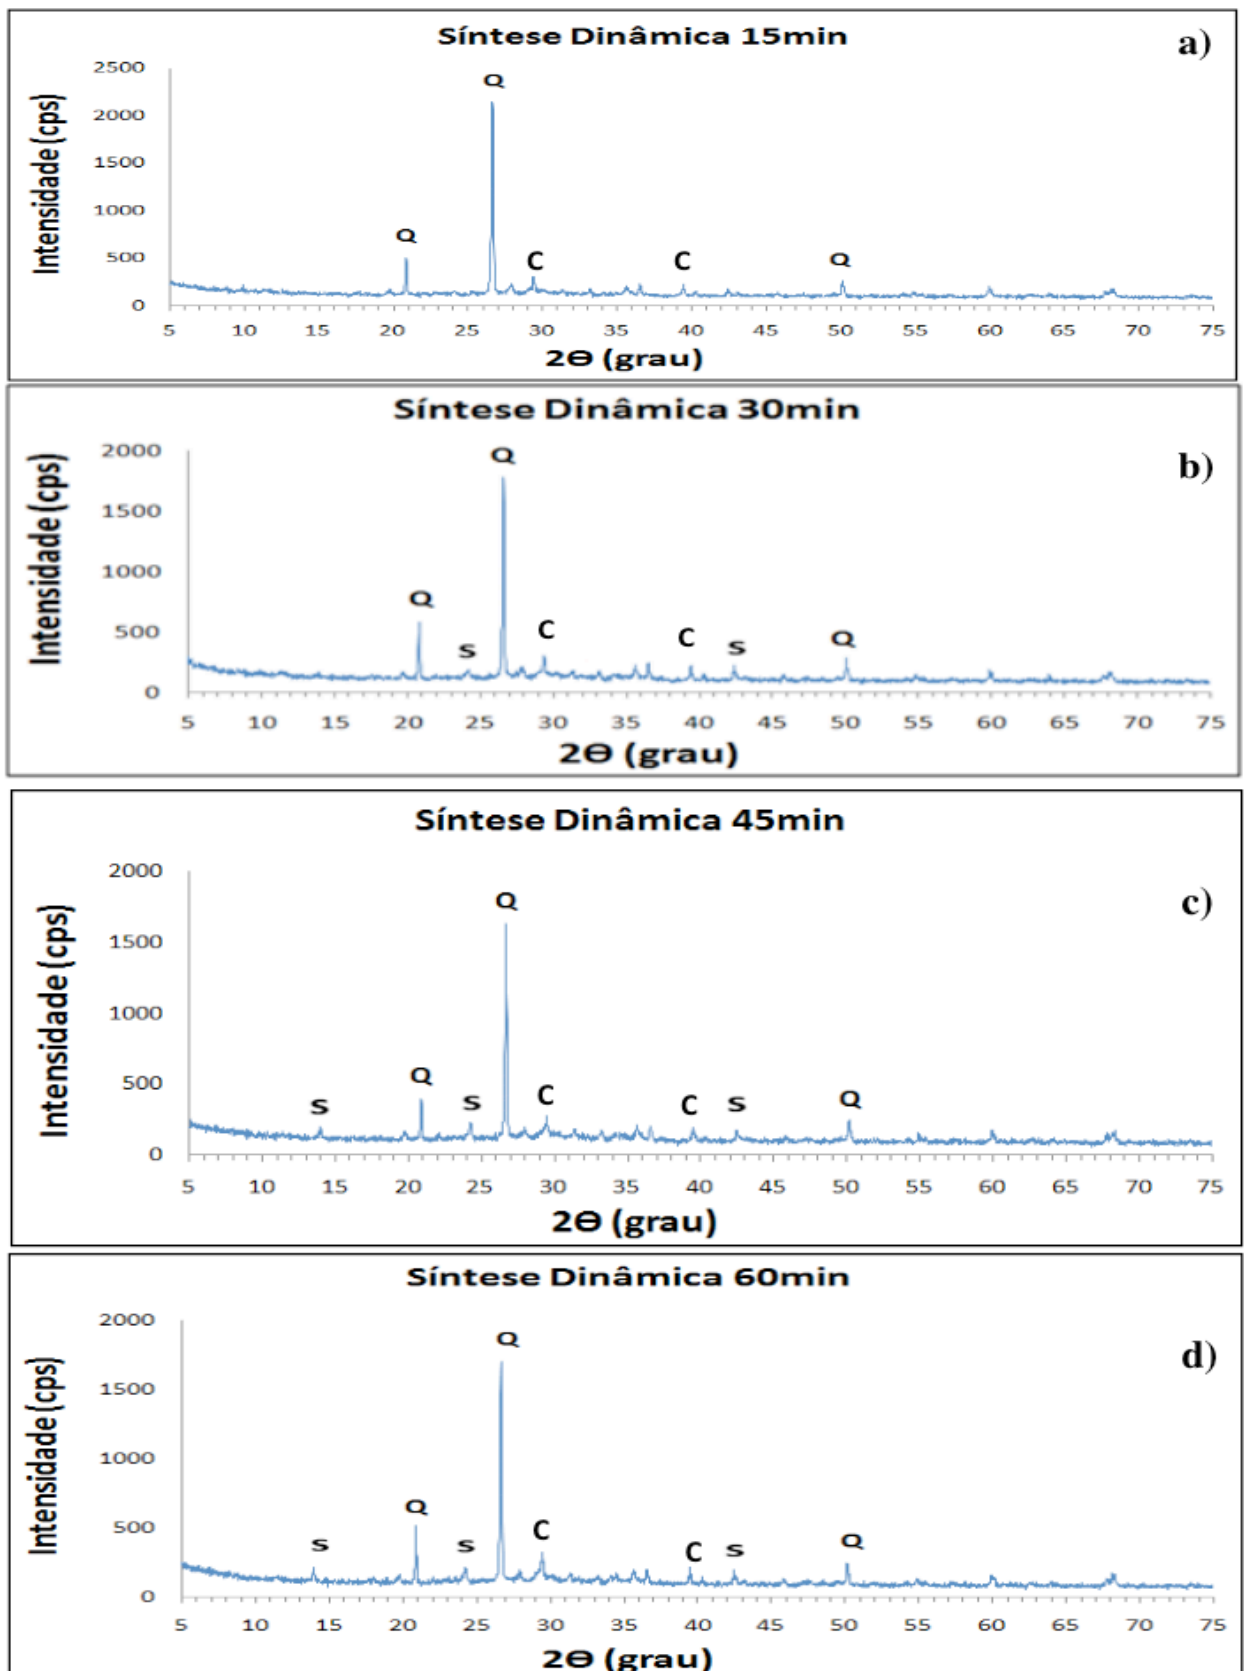 Síntese Dinâmica 15min
a)
Intensidade (cps)
2500
2000
1500
1000
500
0
Q
Q
C
C
Q
5 10 15 20 25 30 35 40 45 50 55 60 65 70 75
2Θ (grau)
Síntese Dinâmica 30min
b)
Intensidade (cps)
2000
1500
1000
500
0
Q
Q
S
C
C
S
Q
5 10 15 20 25 30 35 40 45 50 55 60 65 70 75
2Θ (grau)
Síntese Dinâmica 45min
c)
Intensidade (cps)
2000
1500
1000
500
0
Q
S
Q
S
C
C
S
Q
5 10 15 20 25 30 35 40 45 50 55 60 65 70 75
2Θ (grau)
Síntese Dinâmica 60min
d)
Intensidade (cps)
2000
1500
1000
500
0
Q
S
Q
S
C
C
S
Q
5 10 15 20 25 30 35 40 45 50 55 60 65 70 75
2Θ (grau)